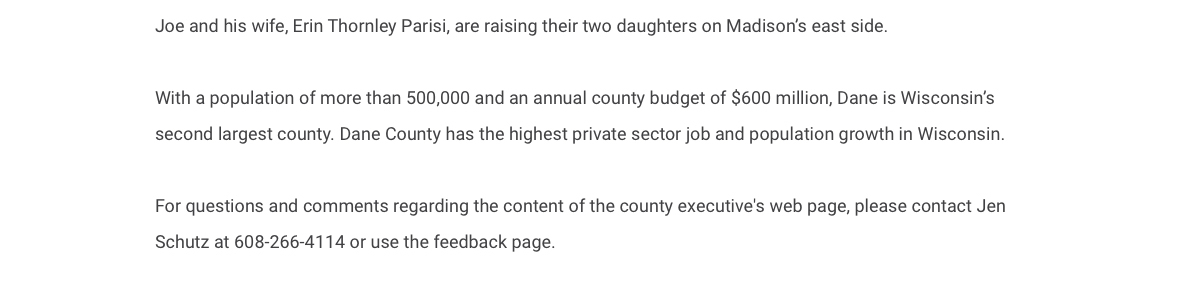 Joe and his wife, Erin Thornley Parisi, are raising their two daughters on Madison’s east side.
With a population of more than 500,000 and an annual county budget of $600 million, Dane is Wisconsin’s
second largest county. Dane County has the highest private sector job and population growth in Wisconsin.
For questions and comments regarding the content of the county executive's web page, please contact Jen
Schutz at 608-266-4114 or use the feedback page.